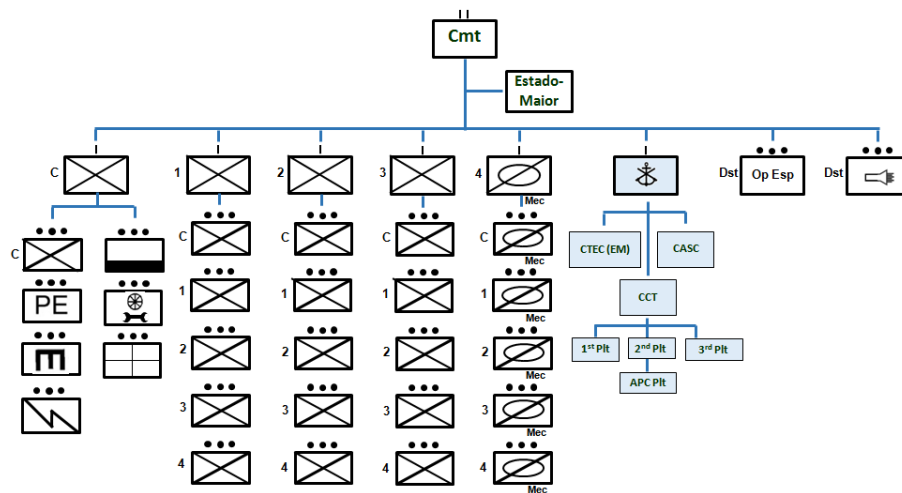 Cmt
Estado-
Maior
C
1
2
3
4
Mec
Dst
Op Esp
Dst
C
PE
C
1
2
3
4
C
1
2
3
4
C
1
2
3
4
C
Mec
1
Mec
2
Mec
3
Mec
4
Mec
CTEC (EM)
CASC
CCT
1st Plt
2nd Plt
3rd Plt
APC Plt